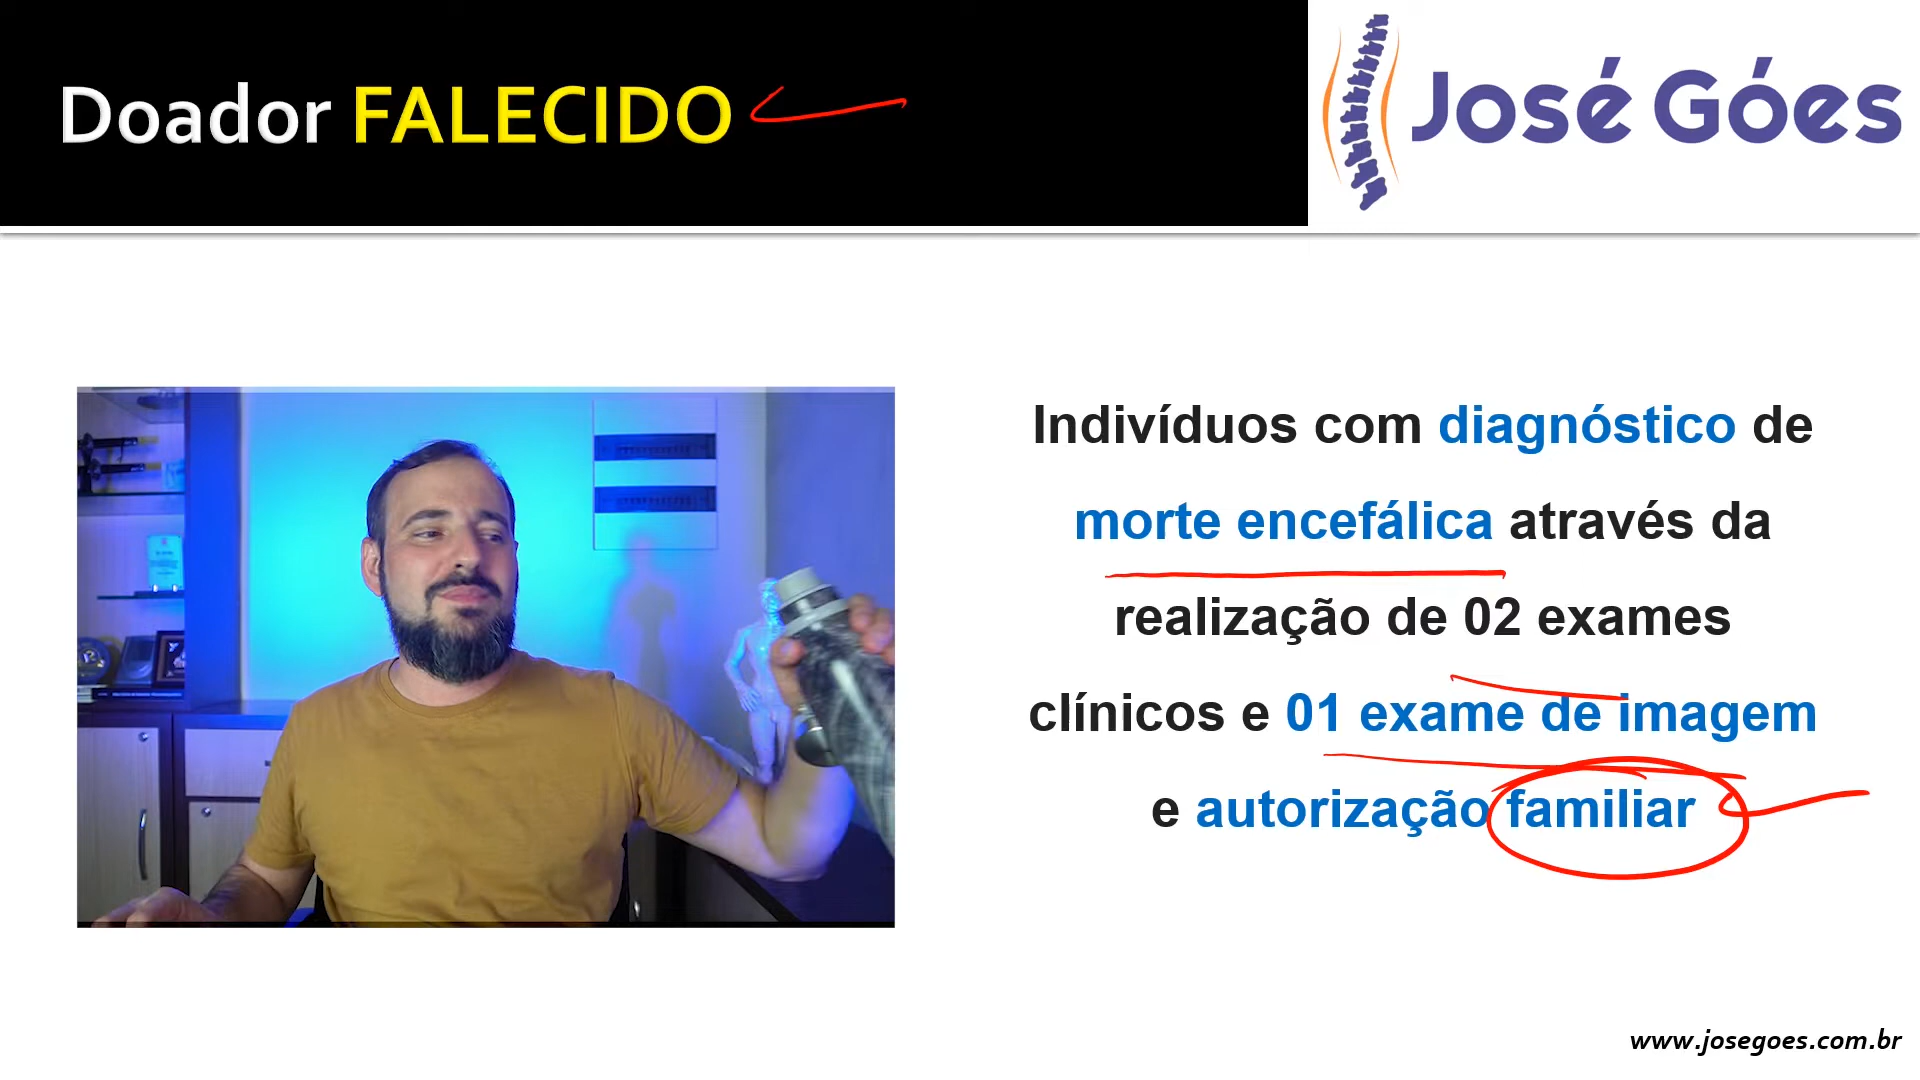 Doador FALECIDO
José Góes
Indivíduos com diagnóstico de
morte encefálica através da
realização de 02 exames
clínicos e 01 exame de imagem
e autorização familiar
www.josegoes.com.br